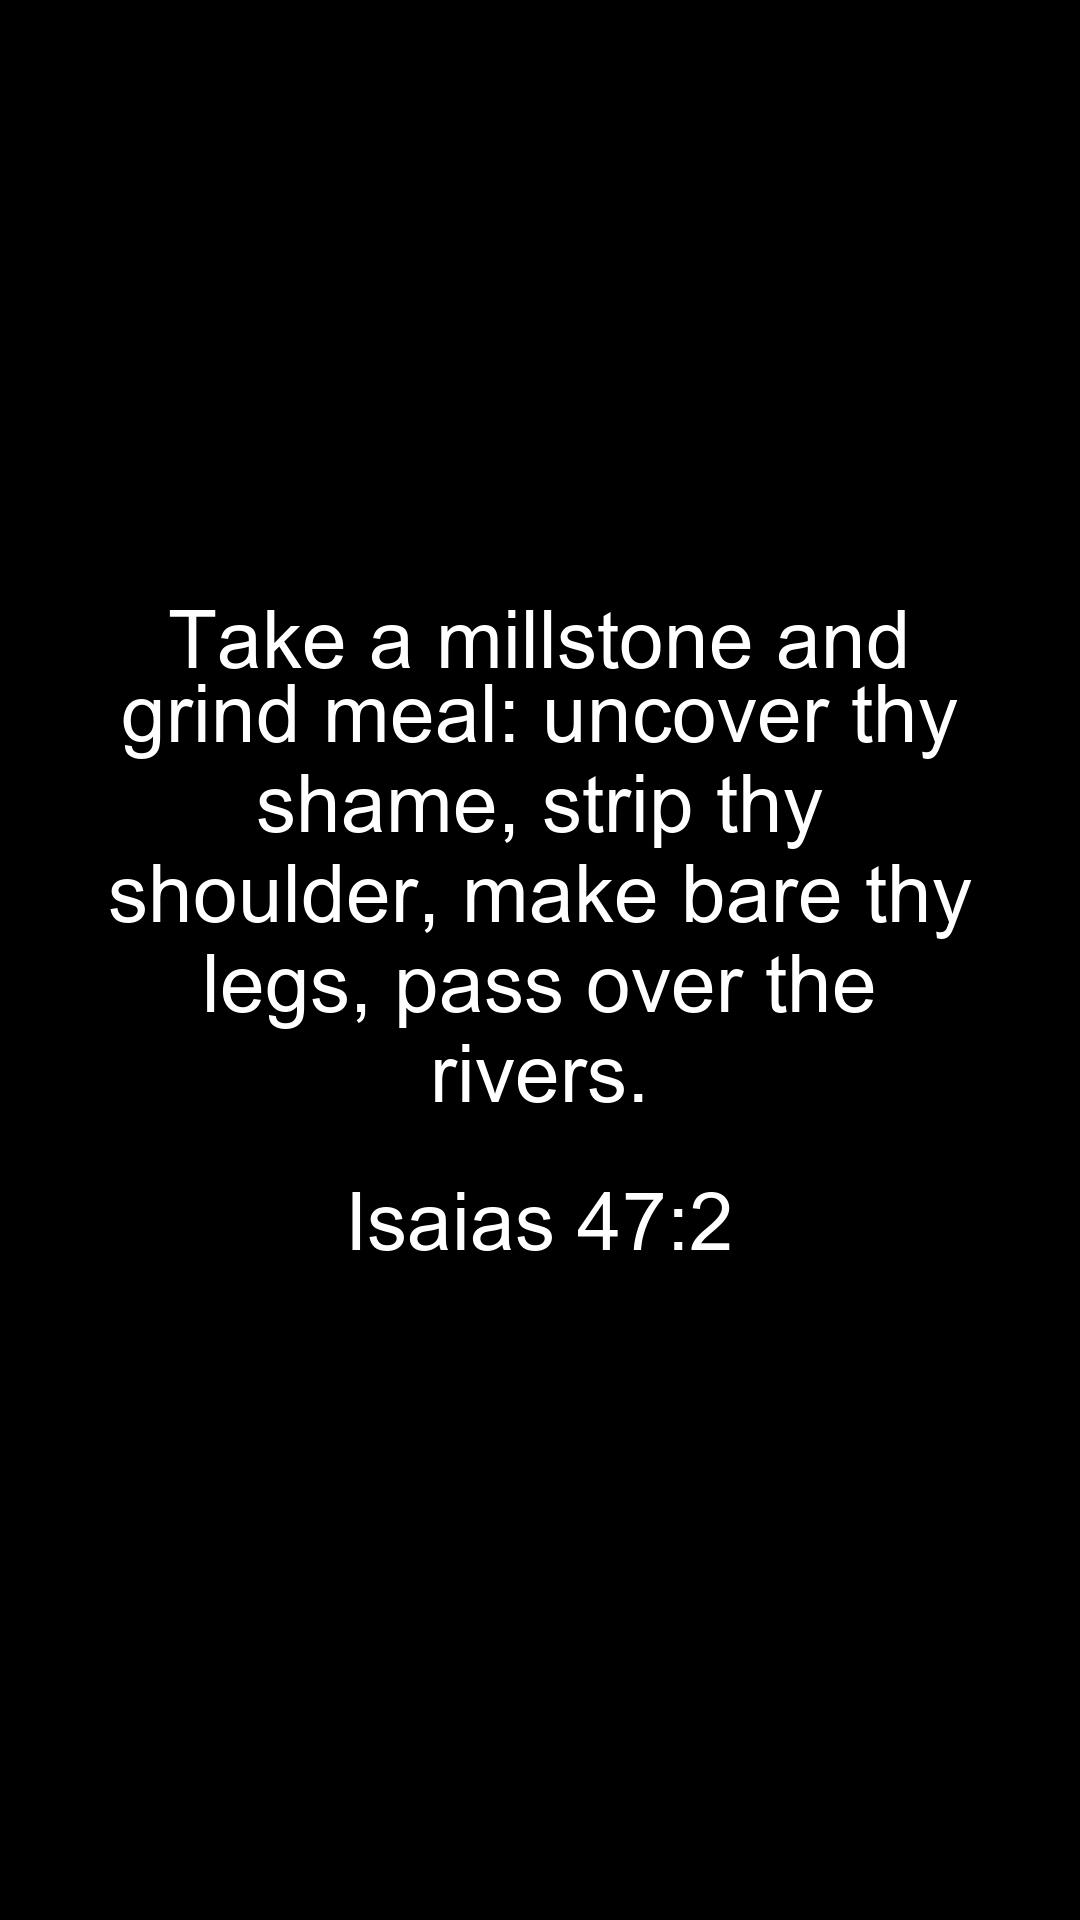 Take a millstone and
grind meal: uncover thy
shame, strip thy
shoulder, make bare thy
legs, pass over the
rivers.
Isaias 47:2